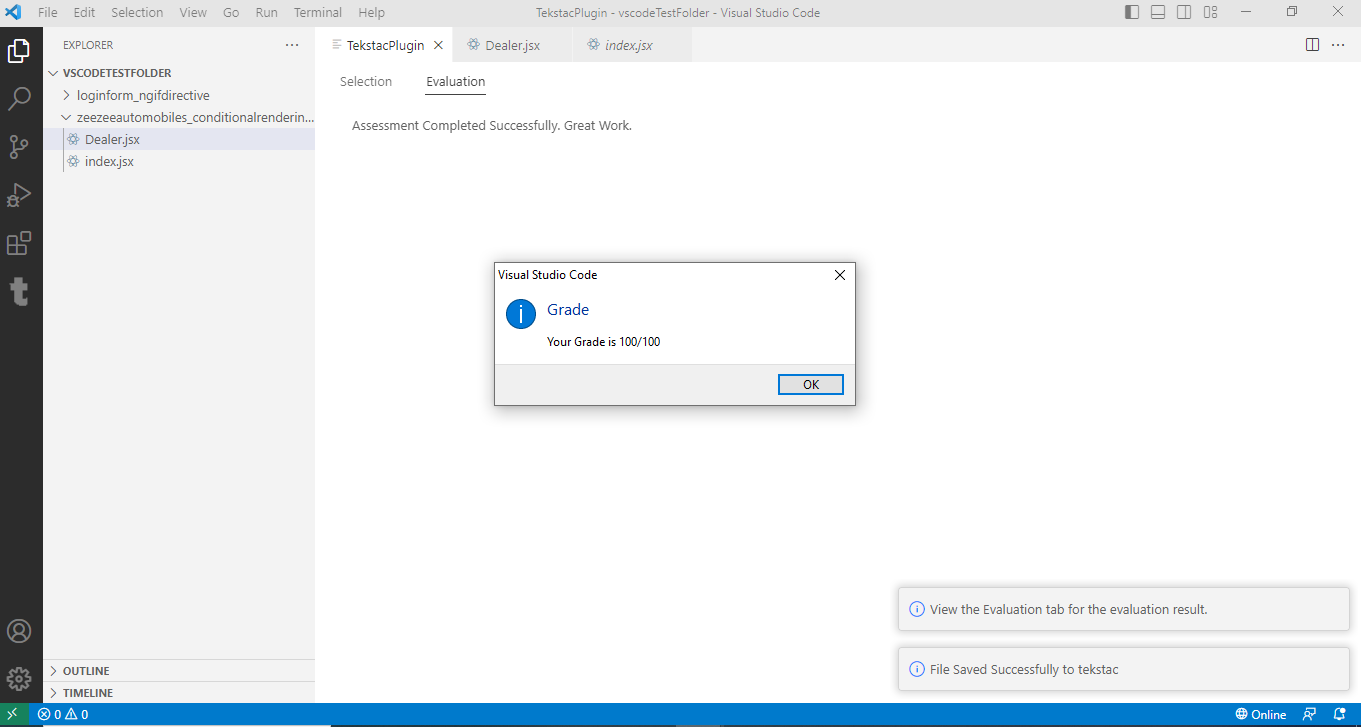 File Edit Selection View Go Run Terminal Help TekstacPlugin - vscodeTestFolder - Visual Studio Code
EXPLORER
VSCODETESTFOLDER
loginform_ngifdirective
zeezeeautomobiles_conditionalrenderin...
Dealer.jsx
index.jsx
OUTLINE
TIMELINE
TekstacPlugin Dealer.jsx index.jsx
Selection Evaluation
Assessment Completed Successfully. Great Work.
Visual Studio Code
Grade
Your Grade is 100/100
OK
View the Evaluation tab for the evaluation result.
File Saved Successfully to tekstac
0 0 Online